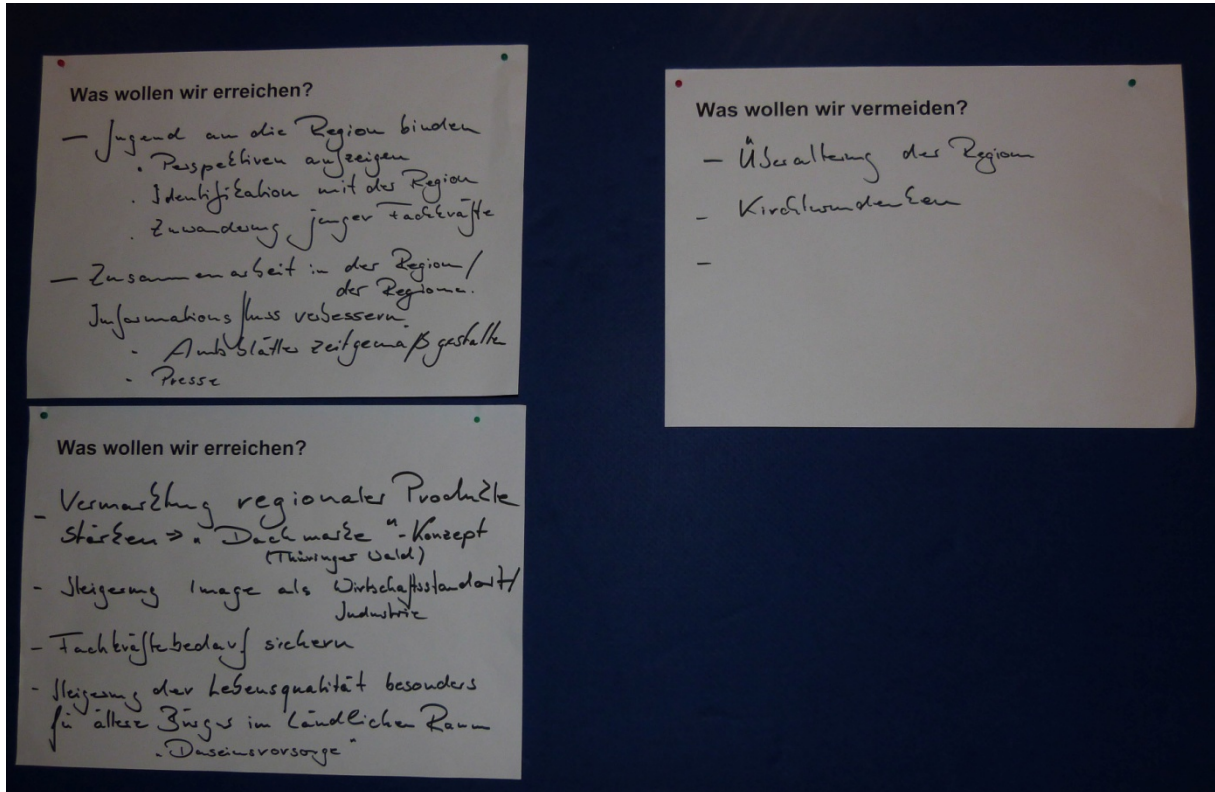 Was wollen wir erreichen?
– Jugend an die Region binden
· Perspektiven aufzeigen
· Identifikation mit der Region
· Zuwanderung junger Fachkräfte
– Zusammenarbeit in der Region/
der Regionen.
Informationsfluss verbessern.
· Amtsblätter zeitgemäß gestalten
- Presse
Was wollen wir erreichen?
- Vermarktung regionaler Produkte
stärken => "Dachmarke"-Konzept
(Thüringer Wald)
- Steigerung Image als Wirtschaftsstandort/
Industrie
- Fachkräftebedarf sichern
- Steigerung der Lebensqualität besonders
für ältere Bürger im ländlichen Raum
"Daseinsvorsorge"
Was wollen wir vermeiden?
– Überalterung der Region
– Kirchturmdenken
–